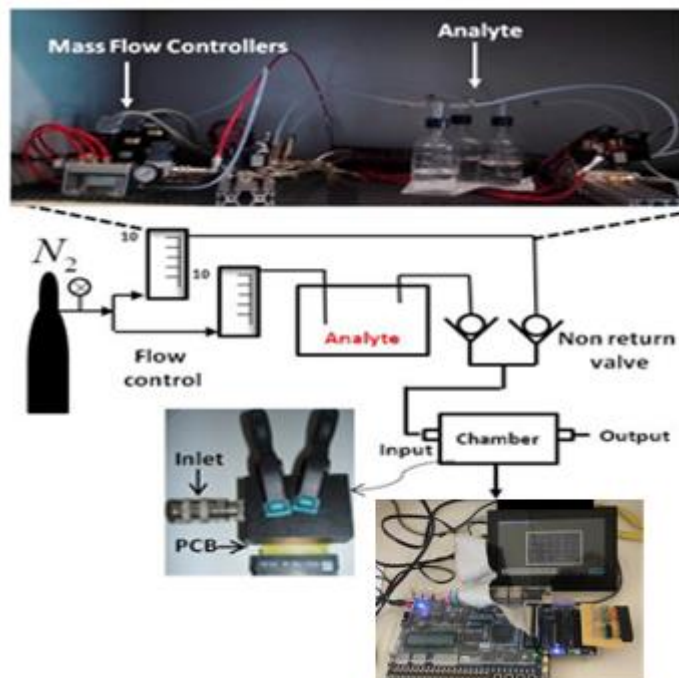 Mass Flow Controllers
Analyte
N₂
10
10
Flow
control
Analyte
Non return
valve
Input
Chamber
Output
Inlet
PCB